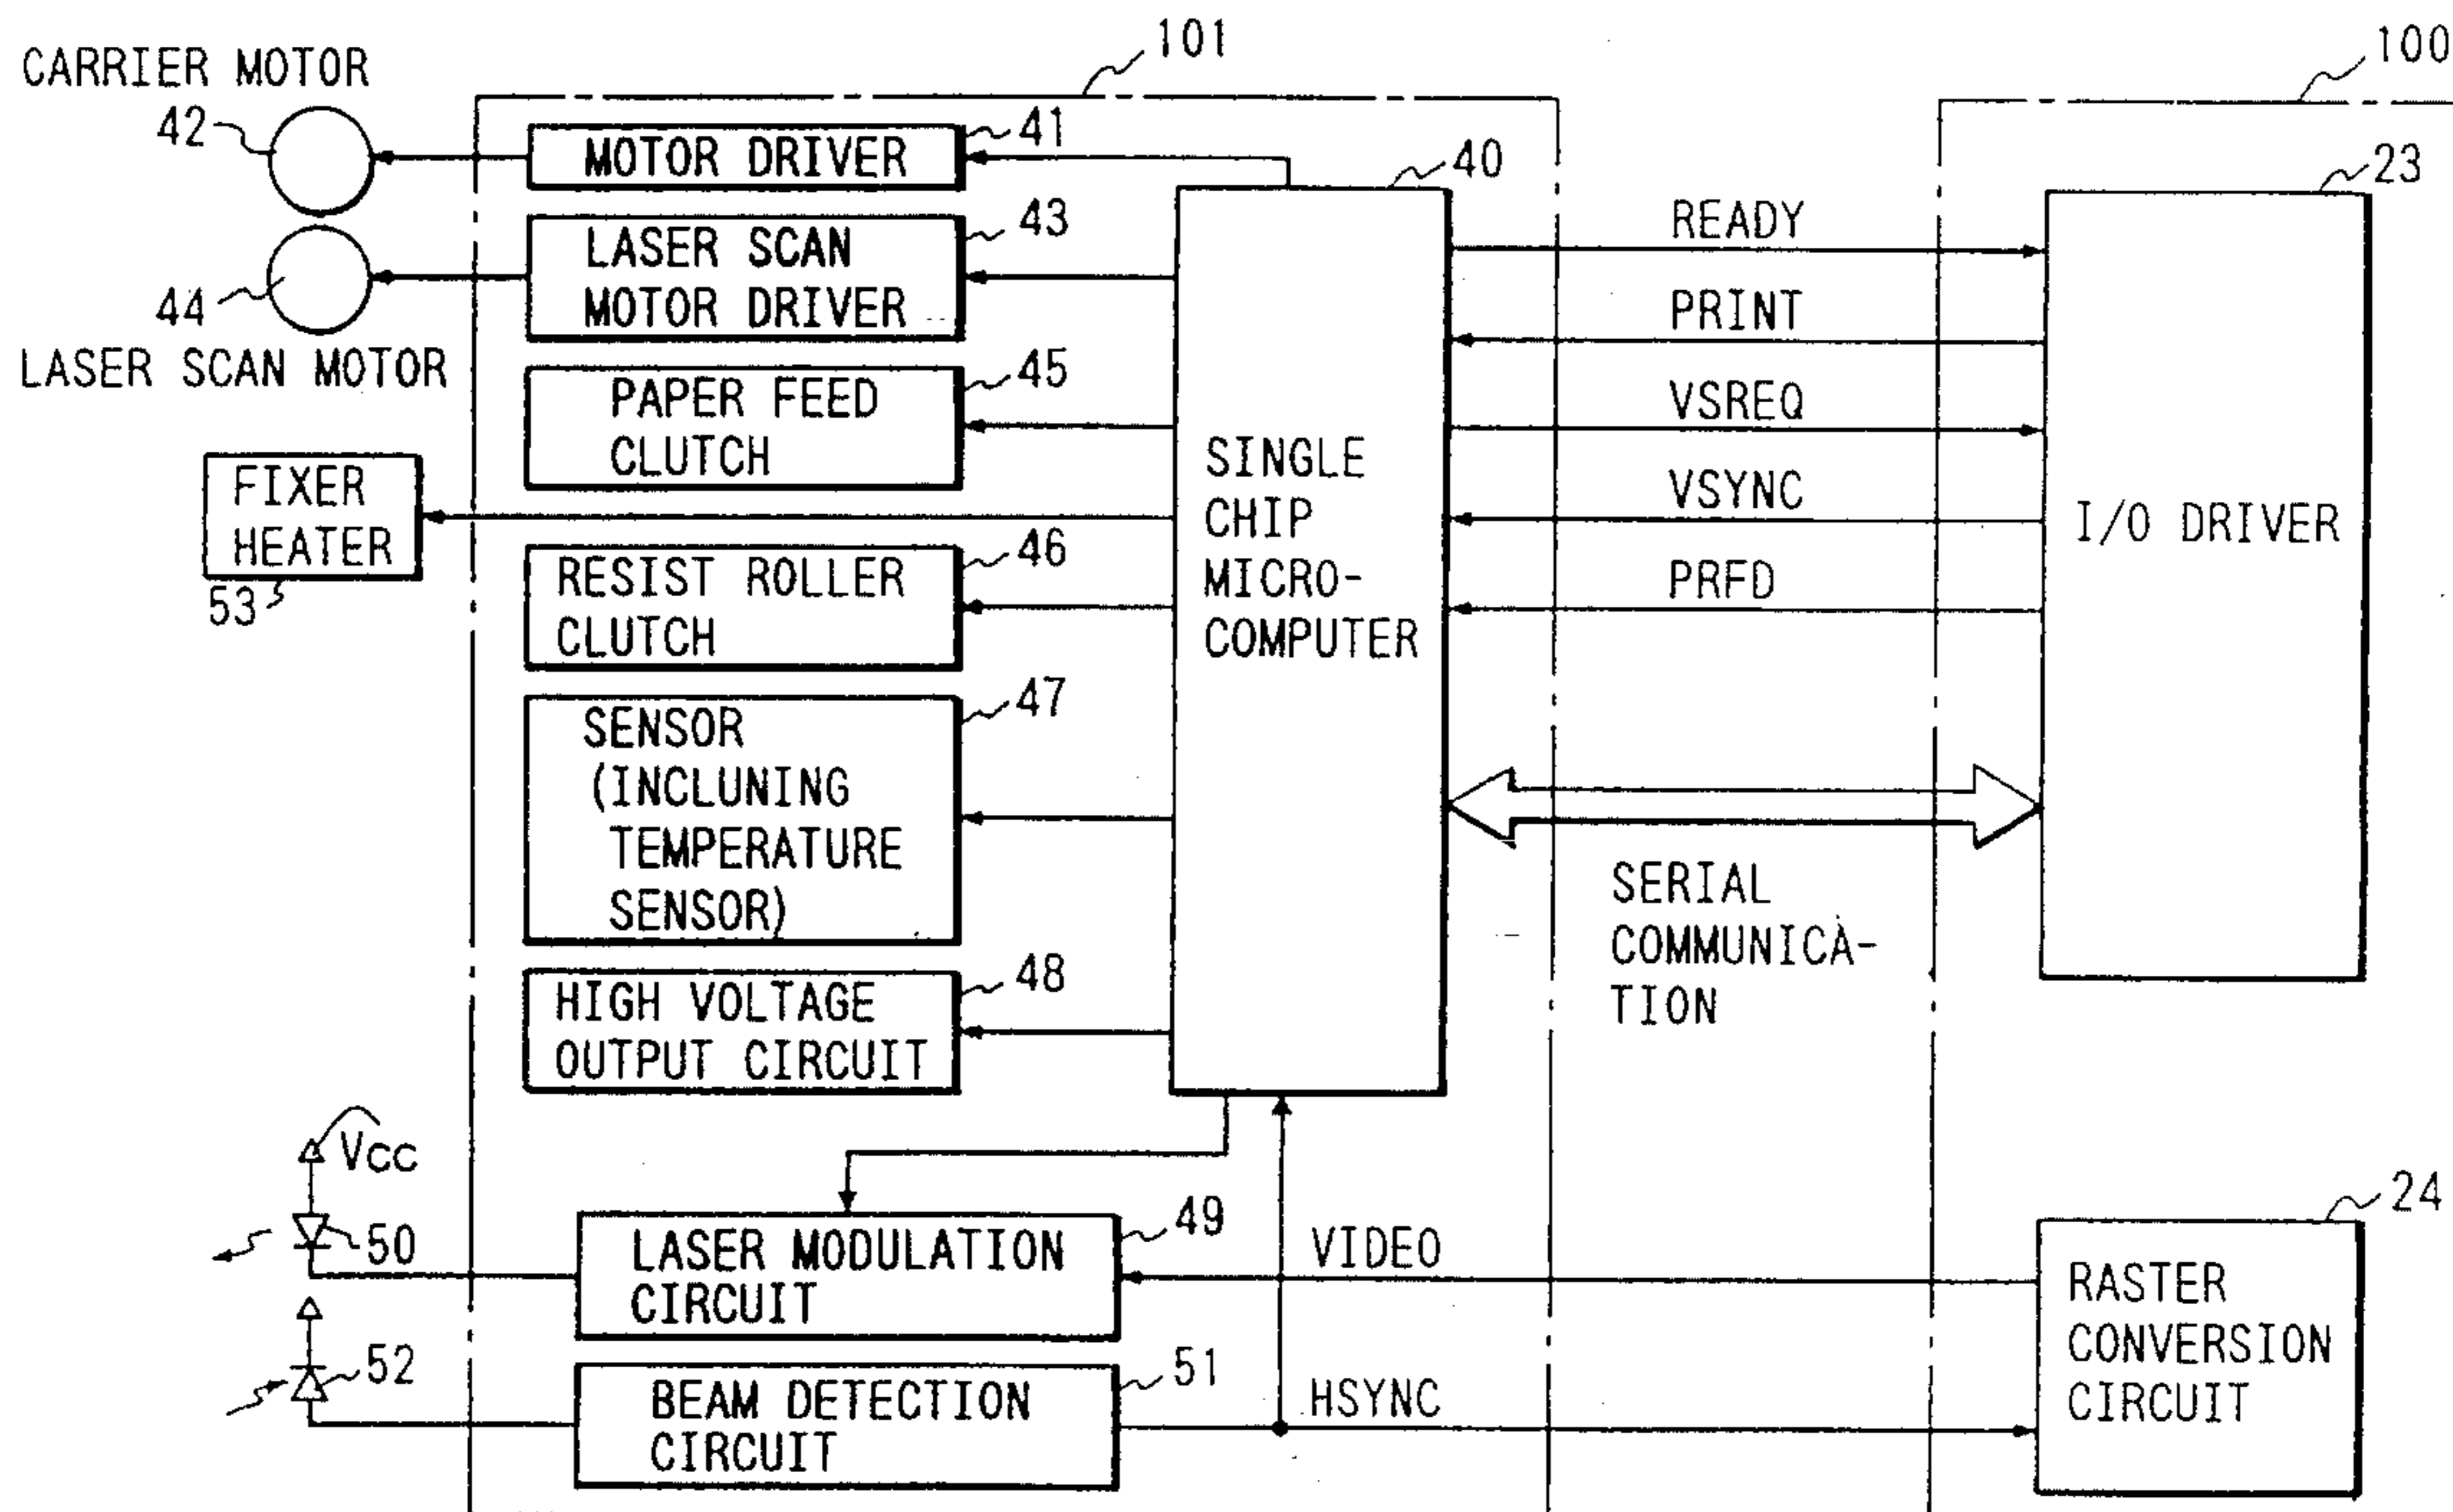 101
100
CARRIER MOTOR
42
MOTOR DRIVER
41
40
23
LASER SCAN
MOTOR DRIVER
43
44
LASER SCAN MOTOR
PAPER FEED
CLUTCH
45
FIXER
HEATER
53
RESIST ROLLER
CLUTCH
46
SENSOR
(INCLUNING
TEMPERATURE
SENSOR)
47
HIGH VOLTAGE
OUTPUT CIRCUIT
48
SINGLE
CHIP
MICRO-
COMPUTER
READY
PRINT
VSREQ
VSYNC
PRFD
I/O DRIVER
SERIAL
COMMUNICA-
TION
Vcc
50
LASER MODULATION
CIRCUIT
49
VIDEO
24
RASTER
CONVERSION
CIRCUIT
52
BEAM DETECTION
CIRCUIT
51
HSYNC